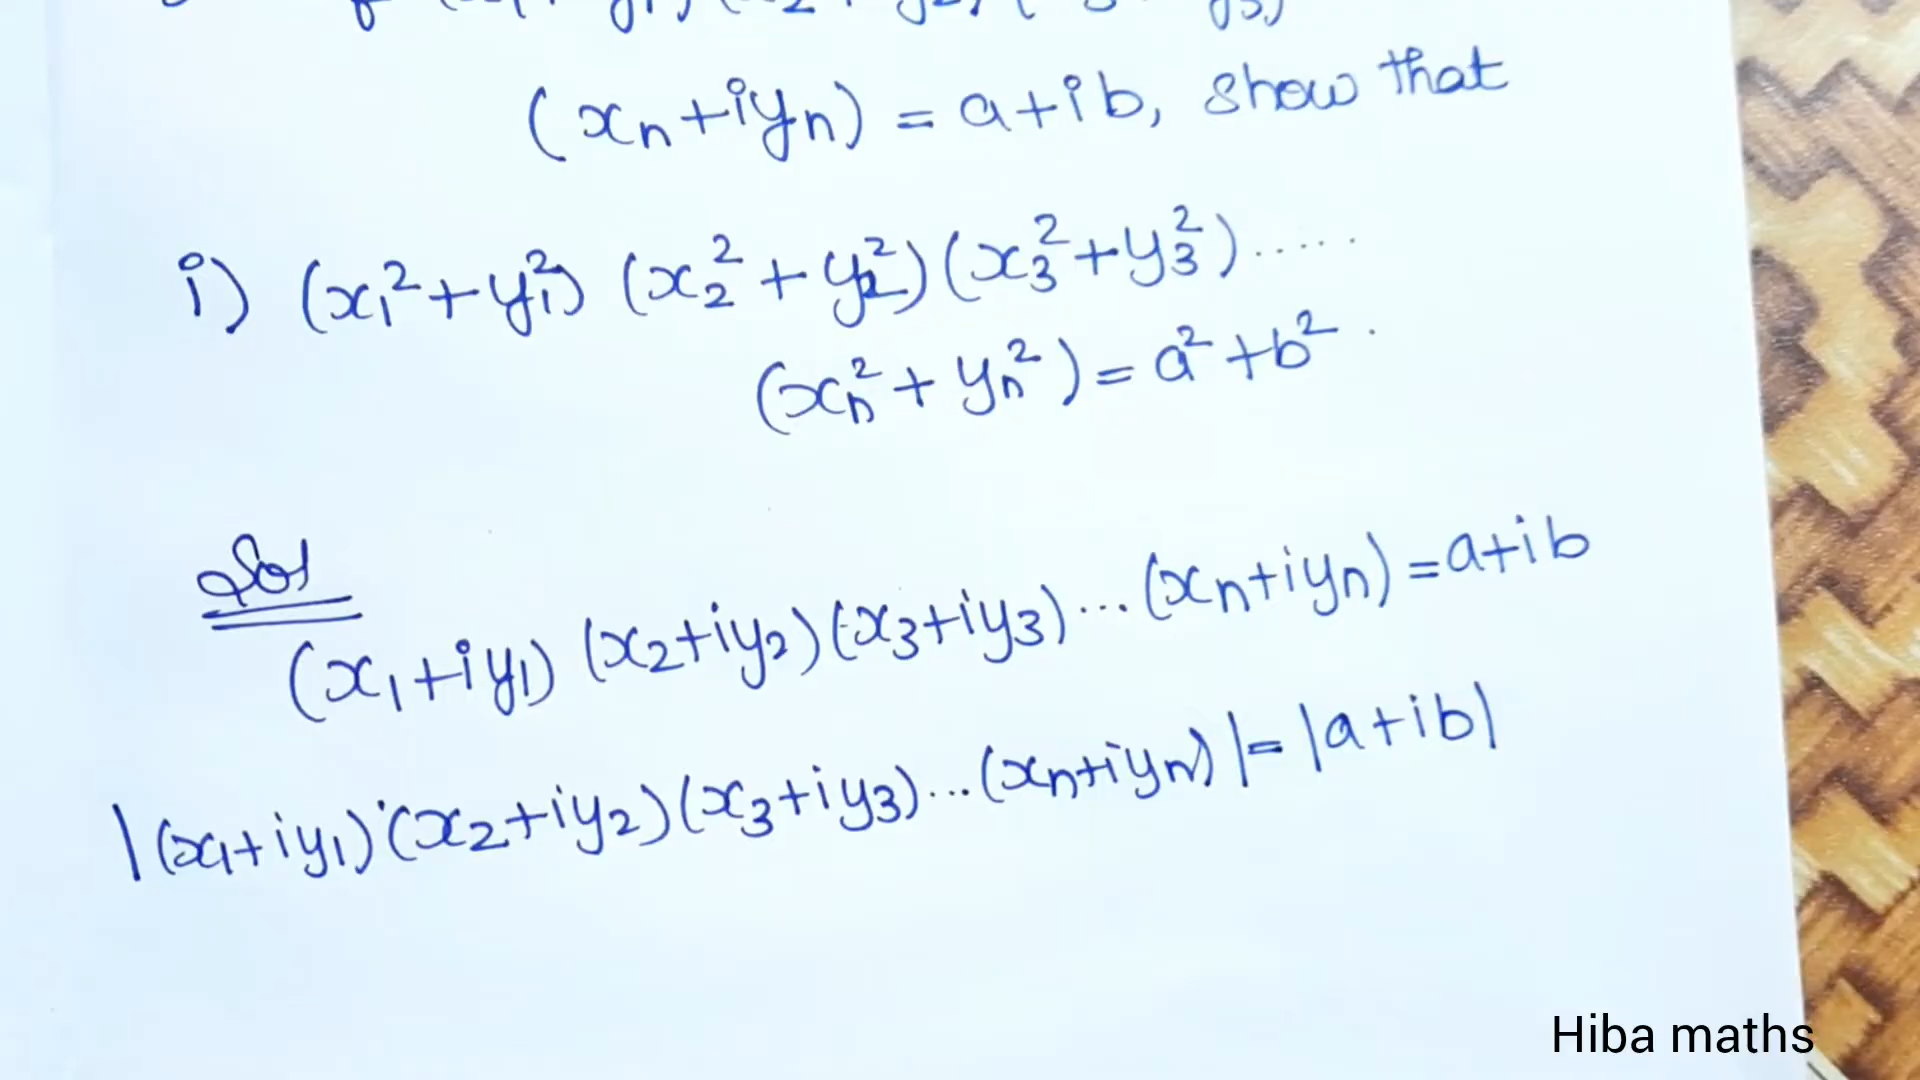 (xn+iyn) = a+ib, show that
i) (x₁²+y₁²) (x₂²+y₂²)(x₃²+y₃²).....
(xn²+yn²)=a²+b².
Sol
(x₁+iy₁) (x₂+iy₂)(x₃+iy₃)...(xn+iyn)=a+ib
|(x₁+iy₁)(x₂+iy₂)(x₃+iy₃)...(xn+iyn)|=|a+ib|
Hiba maths